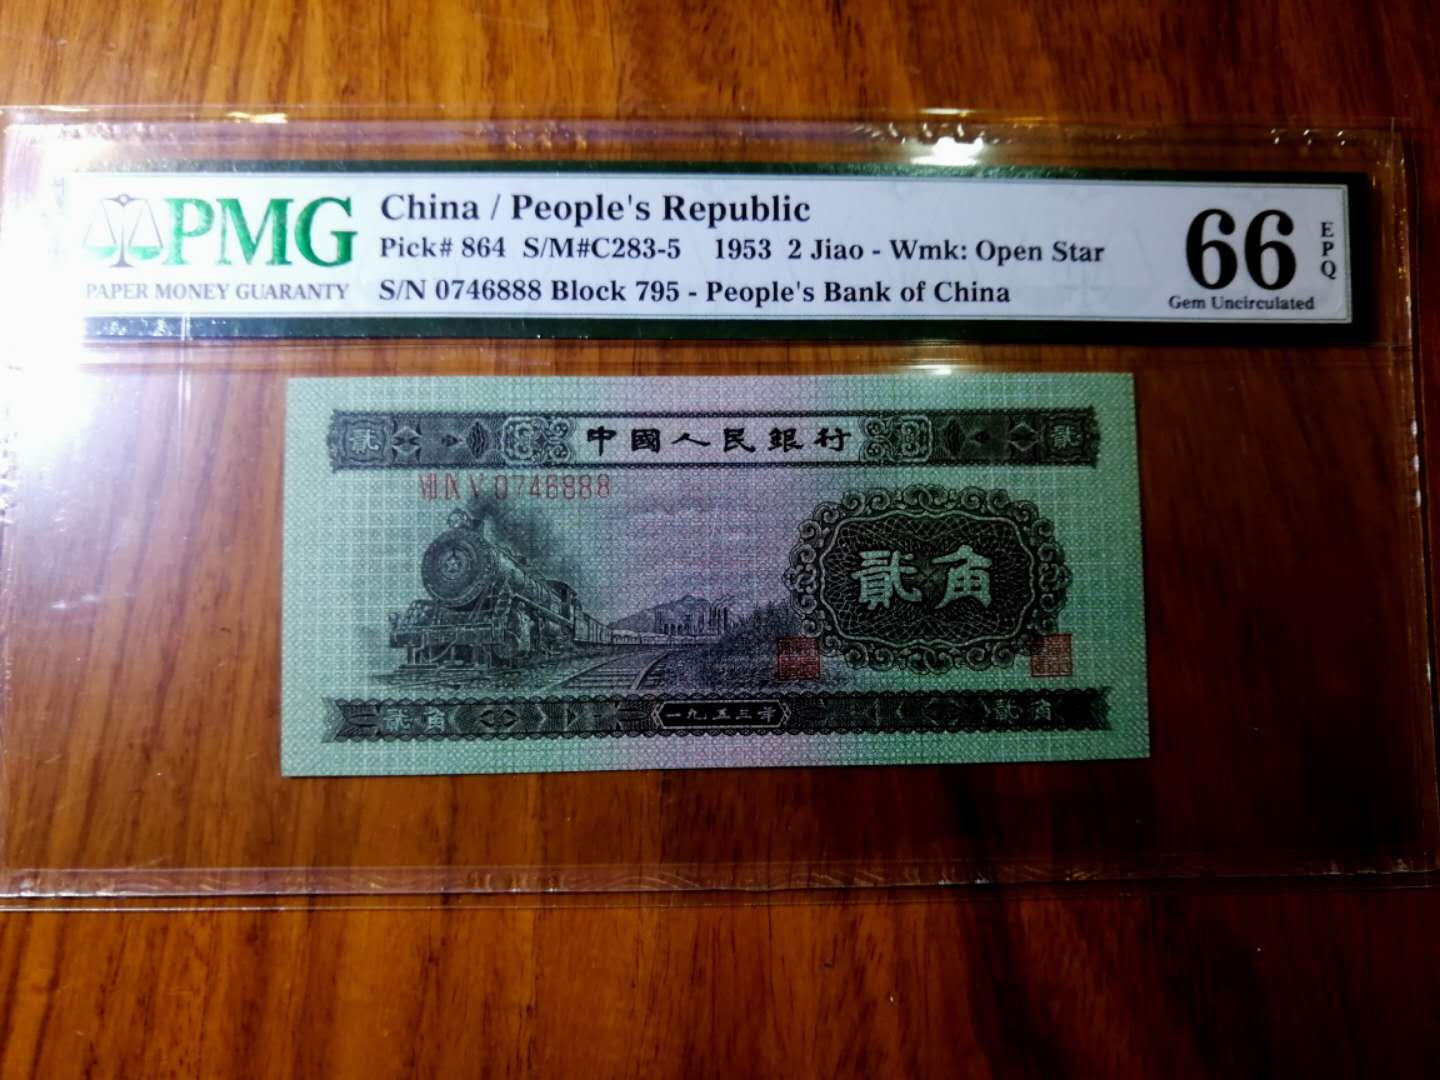 PMG
PAPER MONEY GUARANTY
China / People's Republic
Pick# 864 S/M#C283-5 1953 2 Jiao - Wmk: Open Star
S/N 0746888 Block 795 - People's Bank of China
66
EPQ
Gem Uncirculated
貳 中國人民銀行 貳
VII IX V 0746888
貳角
貳角 一九五三年 貳角